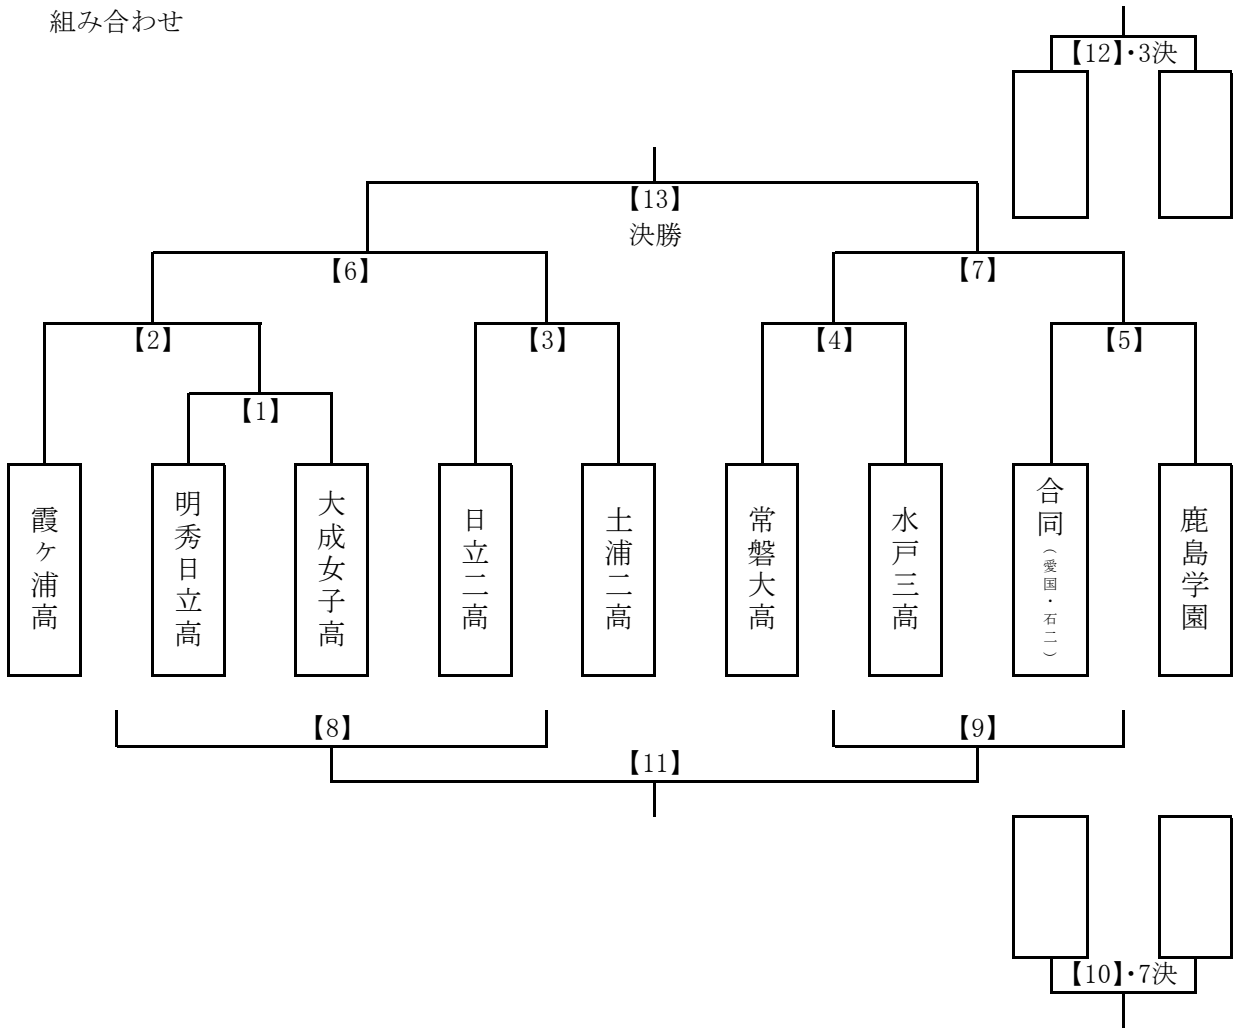 組み合わせ
【12】・3決
【13】
決勝
【6】
【7】
【2】
【3】
【4】
【5】
【1】
霞ヶ浦高
明秀日立高
大成女子高
日立二高
土浦二高
常磐大高
水戸三高
合同（愛国・石二）
鹿島学園
【8】
【9】
【11】
【10】・7決